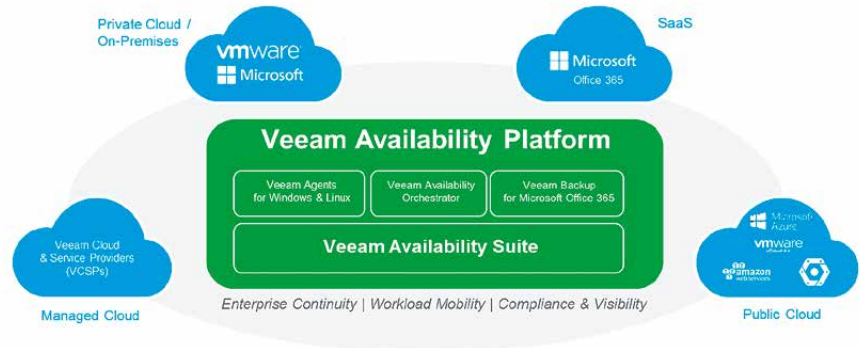 Private Cloud /
On-Premises
vmware
Microsoft
SaaS
Microsoft
Office 365
Veeam Availability Platform
Veeam Agents
for Windows & Linux
Veeam Availability
Orchestrator
Veeam Backup
for Microsoft Office 365
Veeam Availability Suite
Veeam Cloud
& Service Providers
(VCSPs)
Managed Cloud
Microsoft
Azure
vmware
amazon
webservices
Public Cloud
Enterprise Continuity | Workload Mobility | Compliance & Visibility